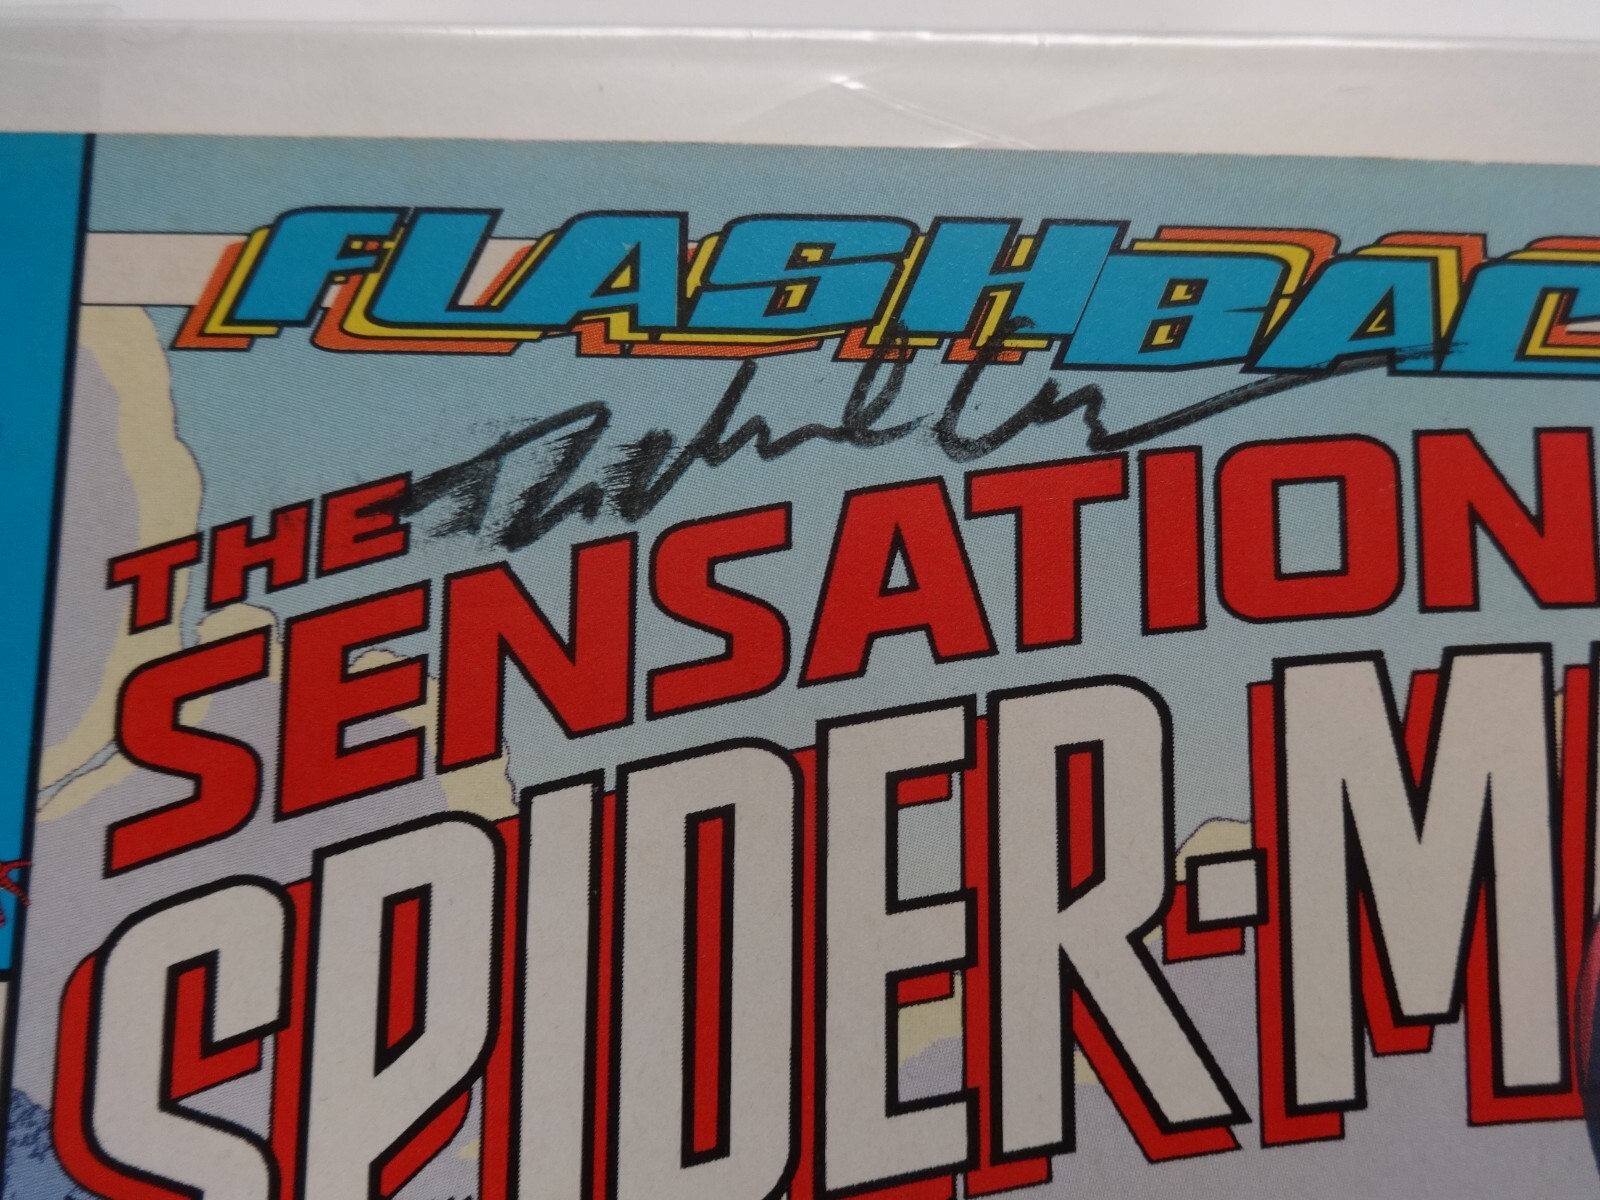 FLASHBAC
THE
SENSATION
SPIDER-M